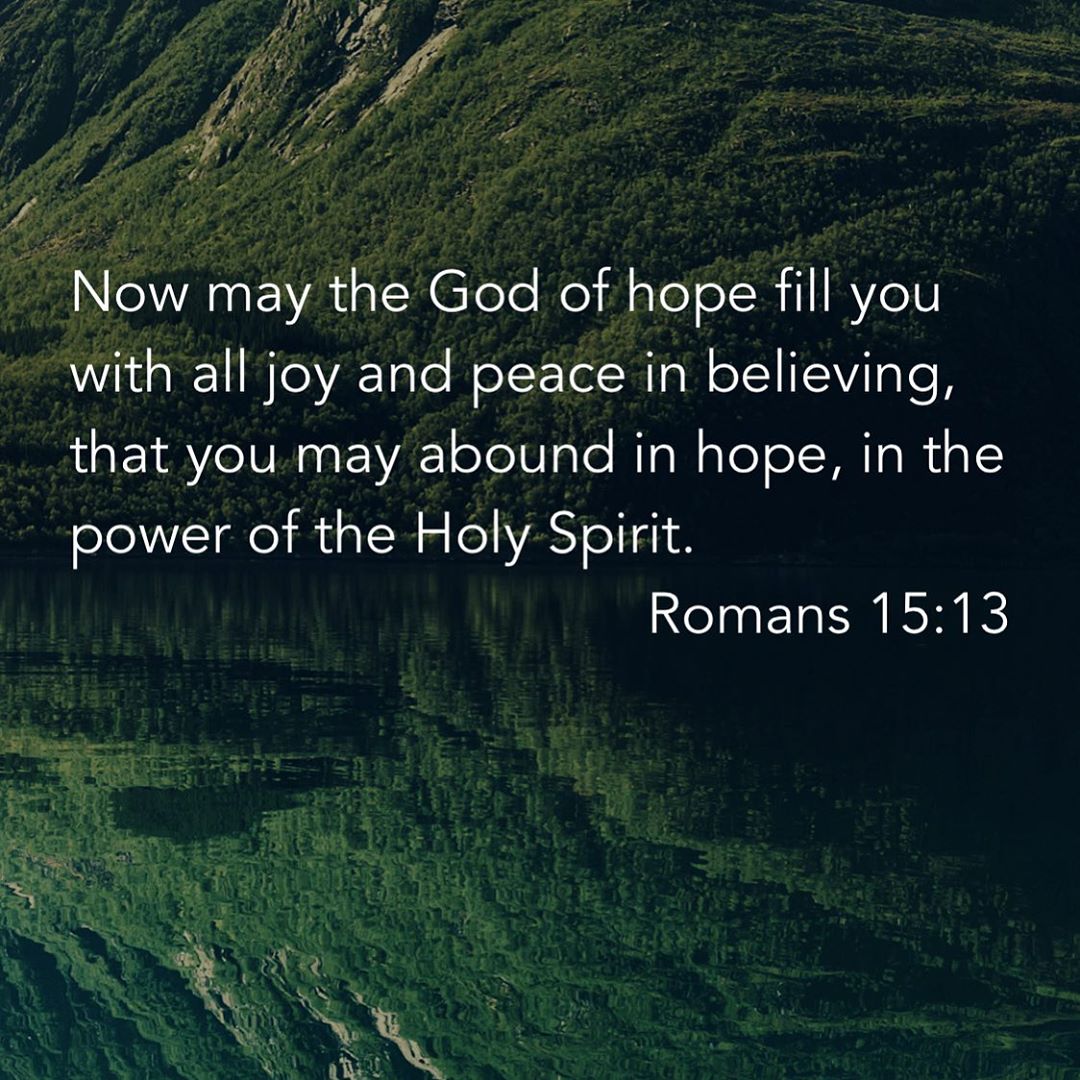 Now may the God of hope fill you
with all joy and peace in believing,
that you may abound in hope, in the
power of the Holy Spirit.
Romans 15:13